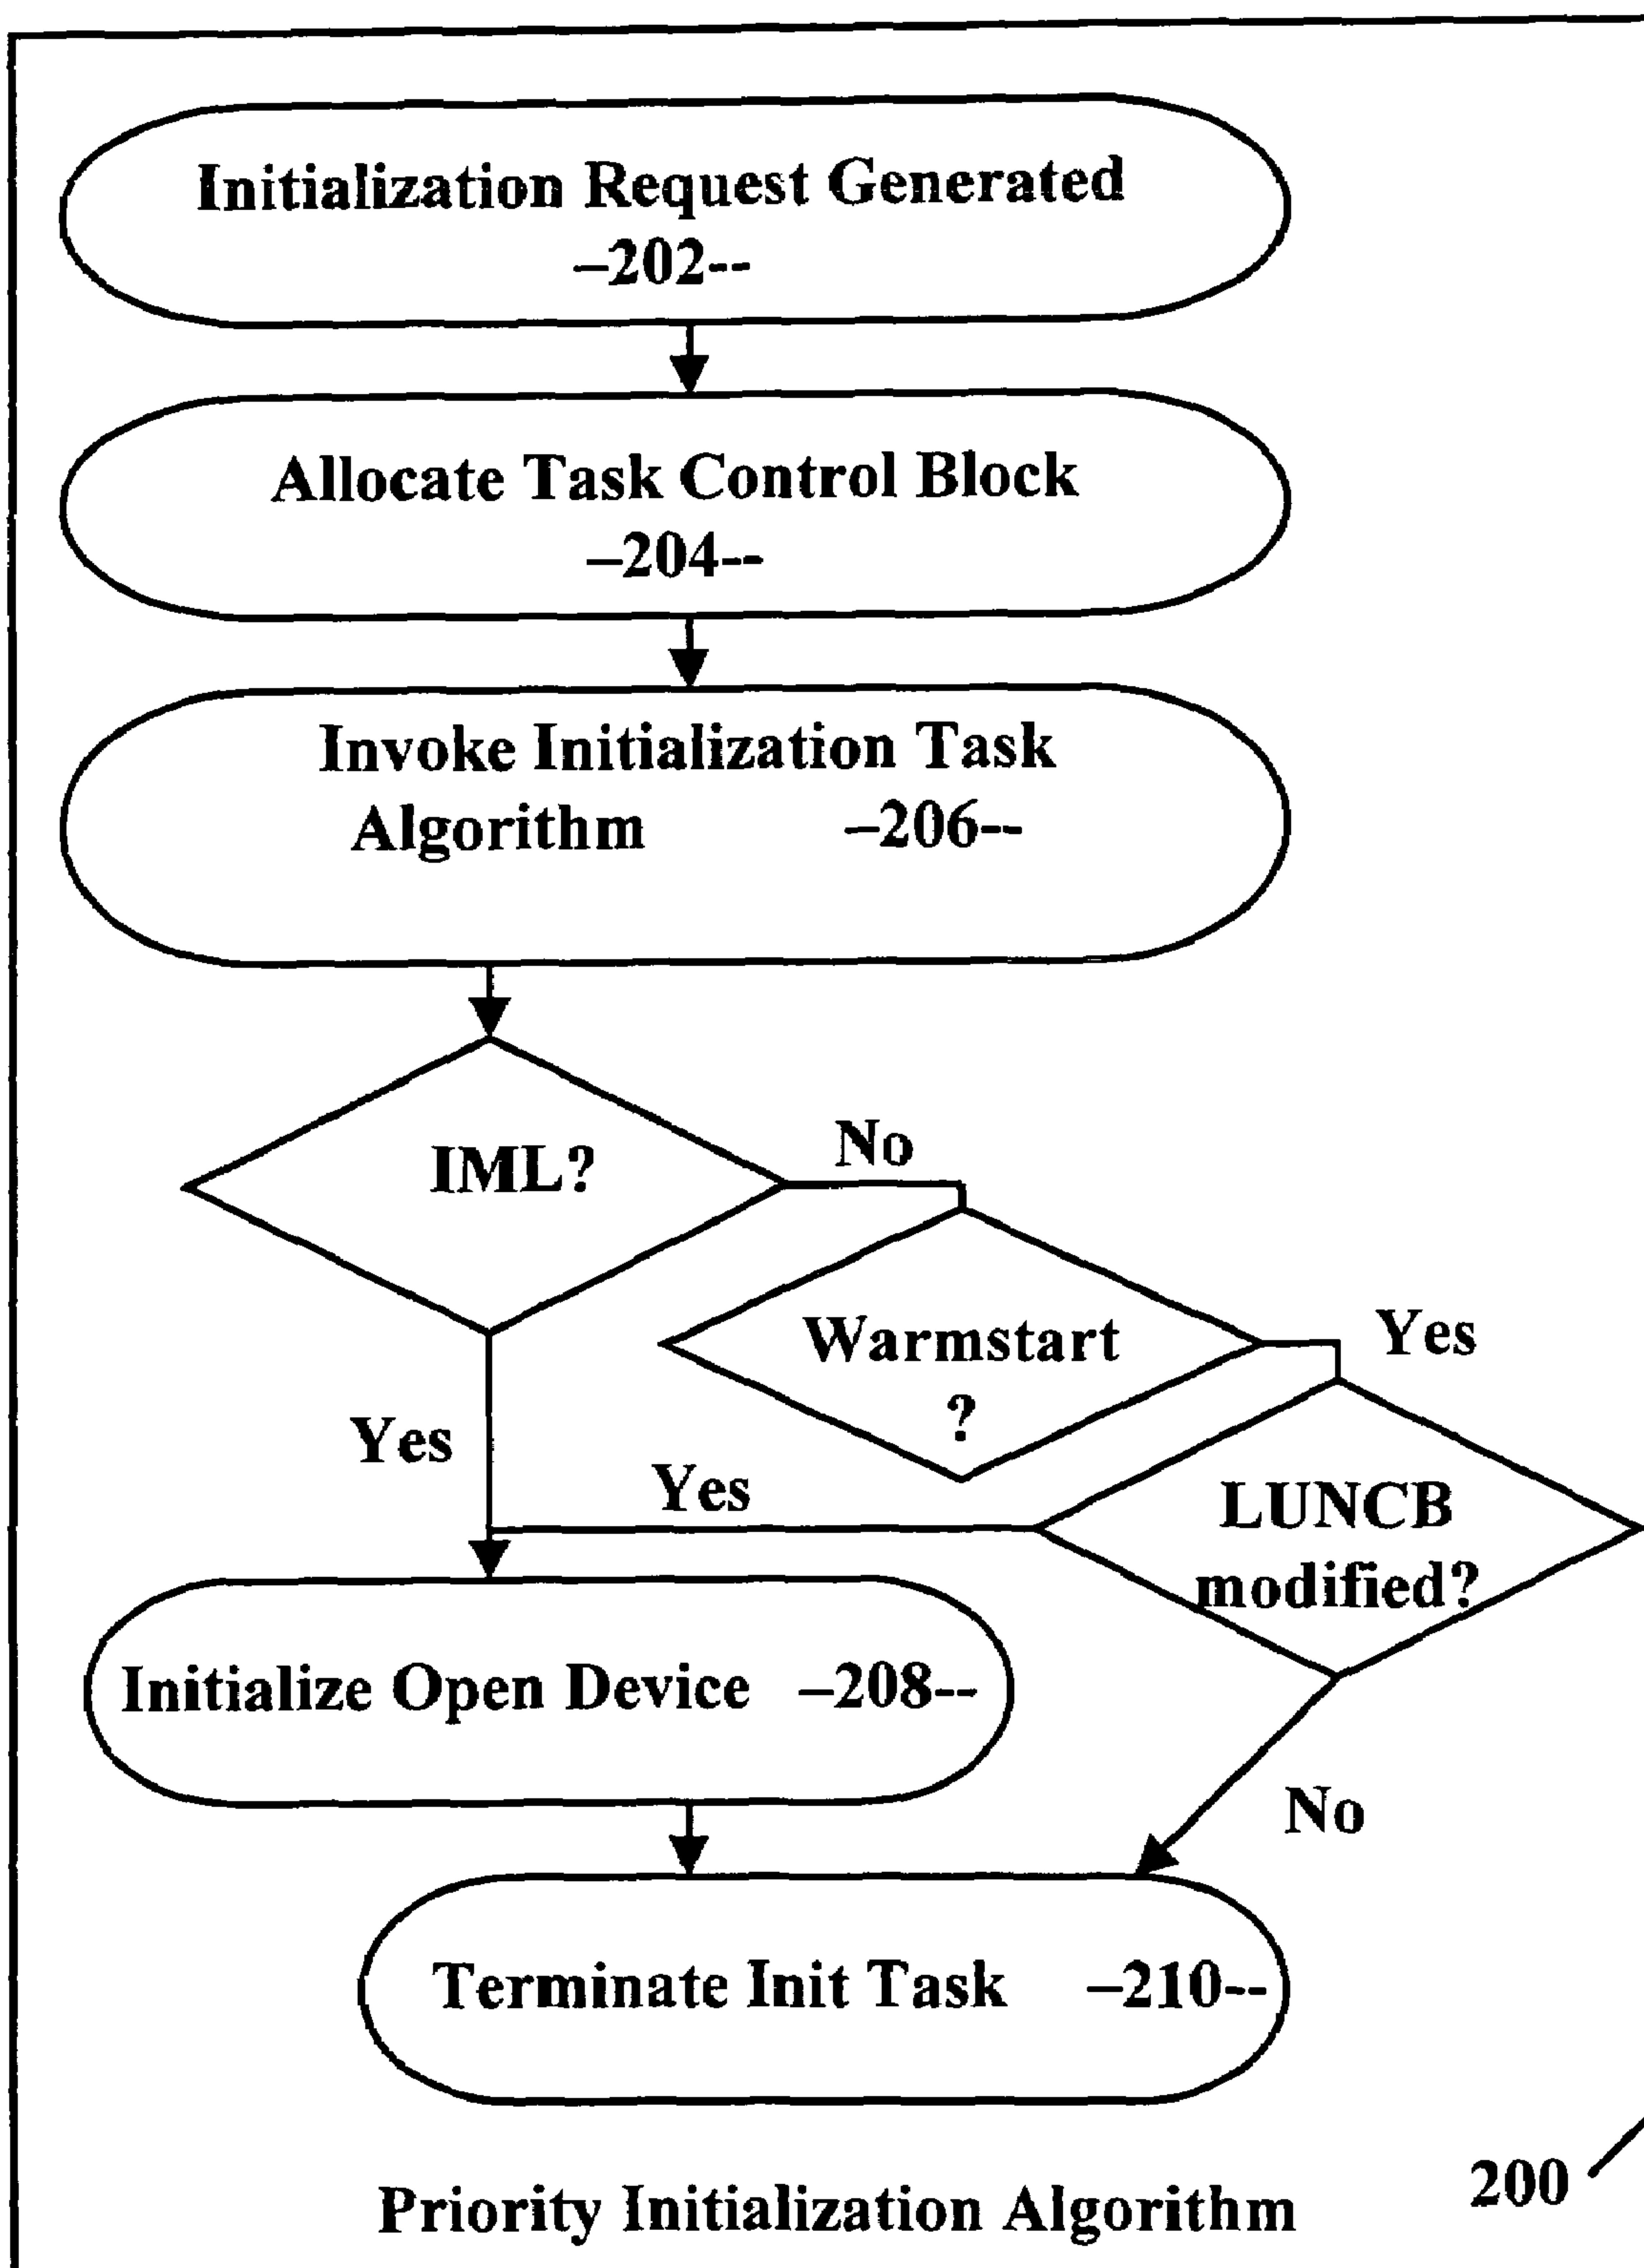 Initialization Request Generated
–202--
Allocate Task Control Block
–204--
Invoke Initialization Task
Algorithm –206--
IML?
No
Warmstart
?
Yes
Yes
Yes
LUNCB
modified?
Initialize Open Device –208--
No
Terminate Init Task –210--
Priority Initialization Algorithm
200